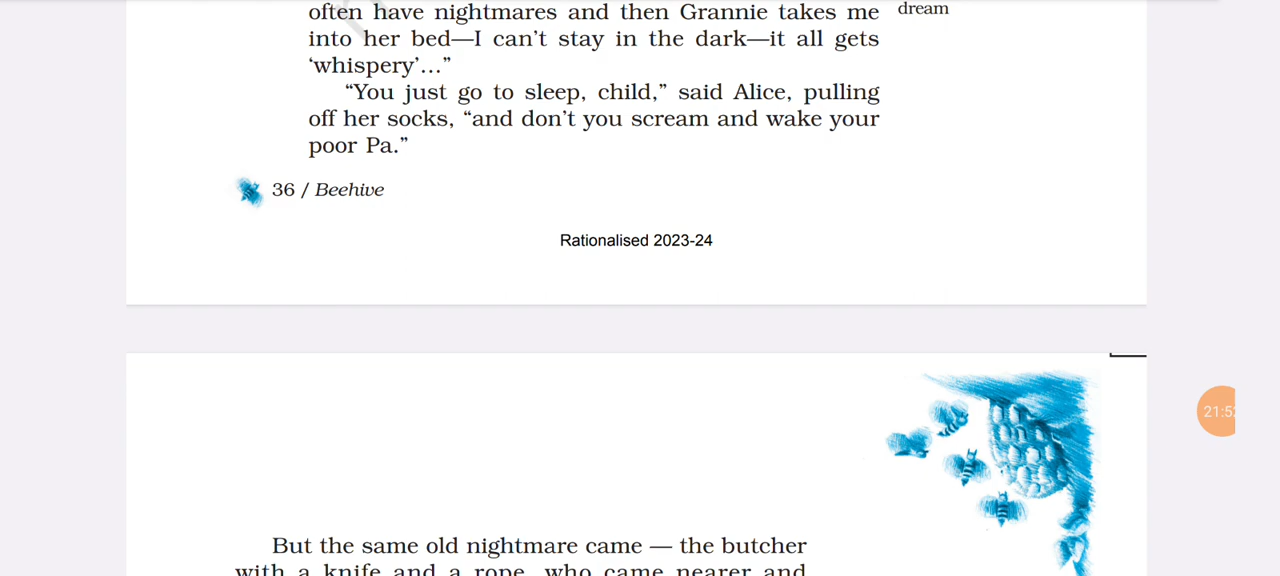 often have nightmares and then Grannie takes me
dream
into her bed—I can’t stay in the dark—it all gets
‘whispery’...”
“You just go to sleep, child,” said Alice, pulling
off her socks, “and don’t you scream and wake your
poor Pa.”
36 / Beehive
Rationalised 2023-24
21:5
But the same old nightmare came — the butcher
with a knife and a rope, who came nearer and